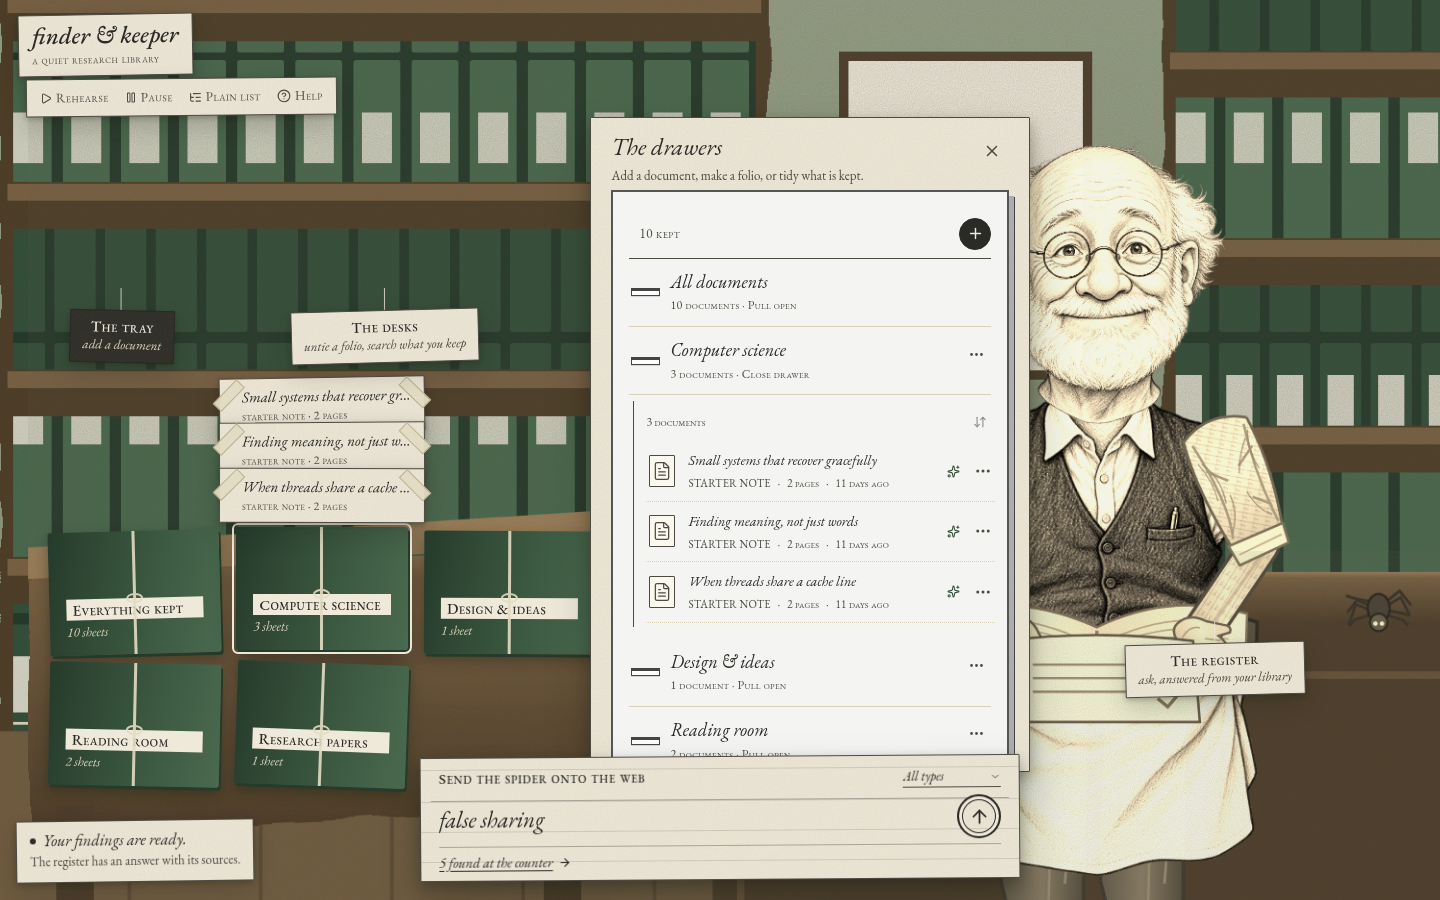 finder & keeper
A QUIET RESEARCH LIBRARY
Rehearse Pause Plain list Help
The drawers
Add a document, make a folio, or tidy what is kept.
10 KEPT
All documents
10 DOCUMENTS · PULL OPEN
Computer science
3 DOCUMENTS · CLOSE DRAWER
3 DOCUMENTS
Small systems that recover gracefully
STARTER NOTE · 2 PAGES · 11 DAYS AGO
Finding meaning, not just words
STARTER NOTE · 2 PAGES · 11 DAYS AGO
When threads share a cache line
STARTER NOTE · 2 PAGES · 11 DAYS AGO
Design & ideas
1 DOCUMENT · PULL OPEN
Reading room
2 DOCUMENTS · PULL OPEN
The tray
add a document
The desks
untie a folio, search what you keep
Small systems that recover gr...
STARTER NOTE · 2 PAGES
Finding meaning, not just w...
STARTER NOTE · 2 PAGES
When threads share a cache ...
STARTER NOTE · 2 PAGES
Everything kept
10 sheets
Computer science
3 sheets
Design & ideas
1 sheet
Reading room
2 sheets
Research papers
1 sheet
The register
ask, answered from your library
Send the spider onto the web
All types
false sharing
5 found at the counter →
Your findings are ready.
The register has an answer with its sources.